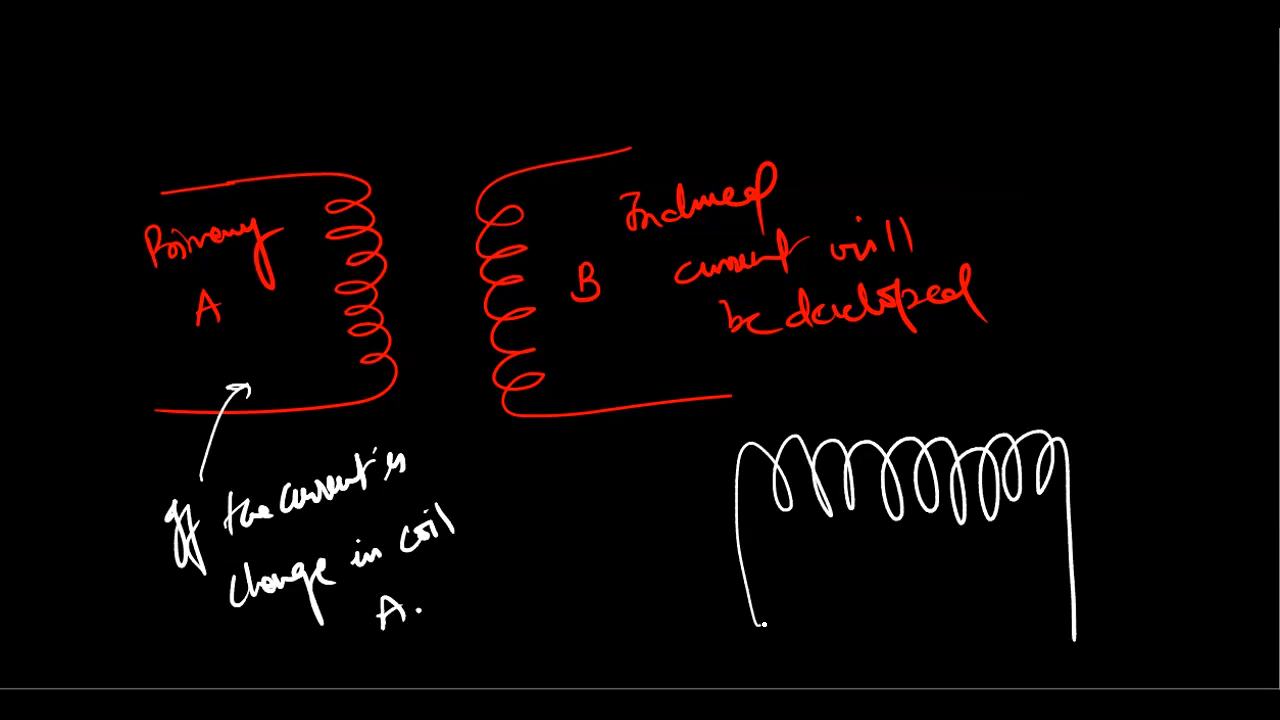 Primary
A
B
Induced
current will
be developed
If the current is
change in coil
A.